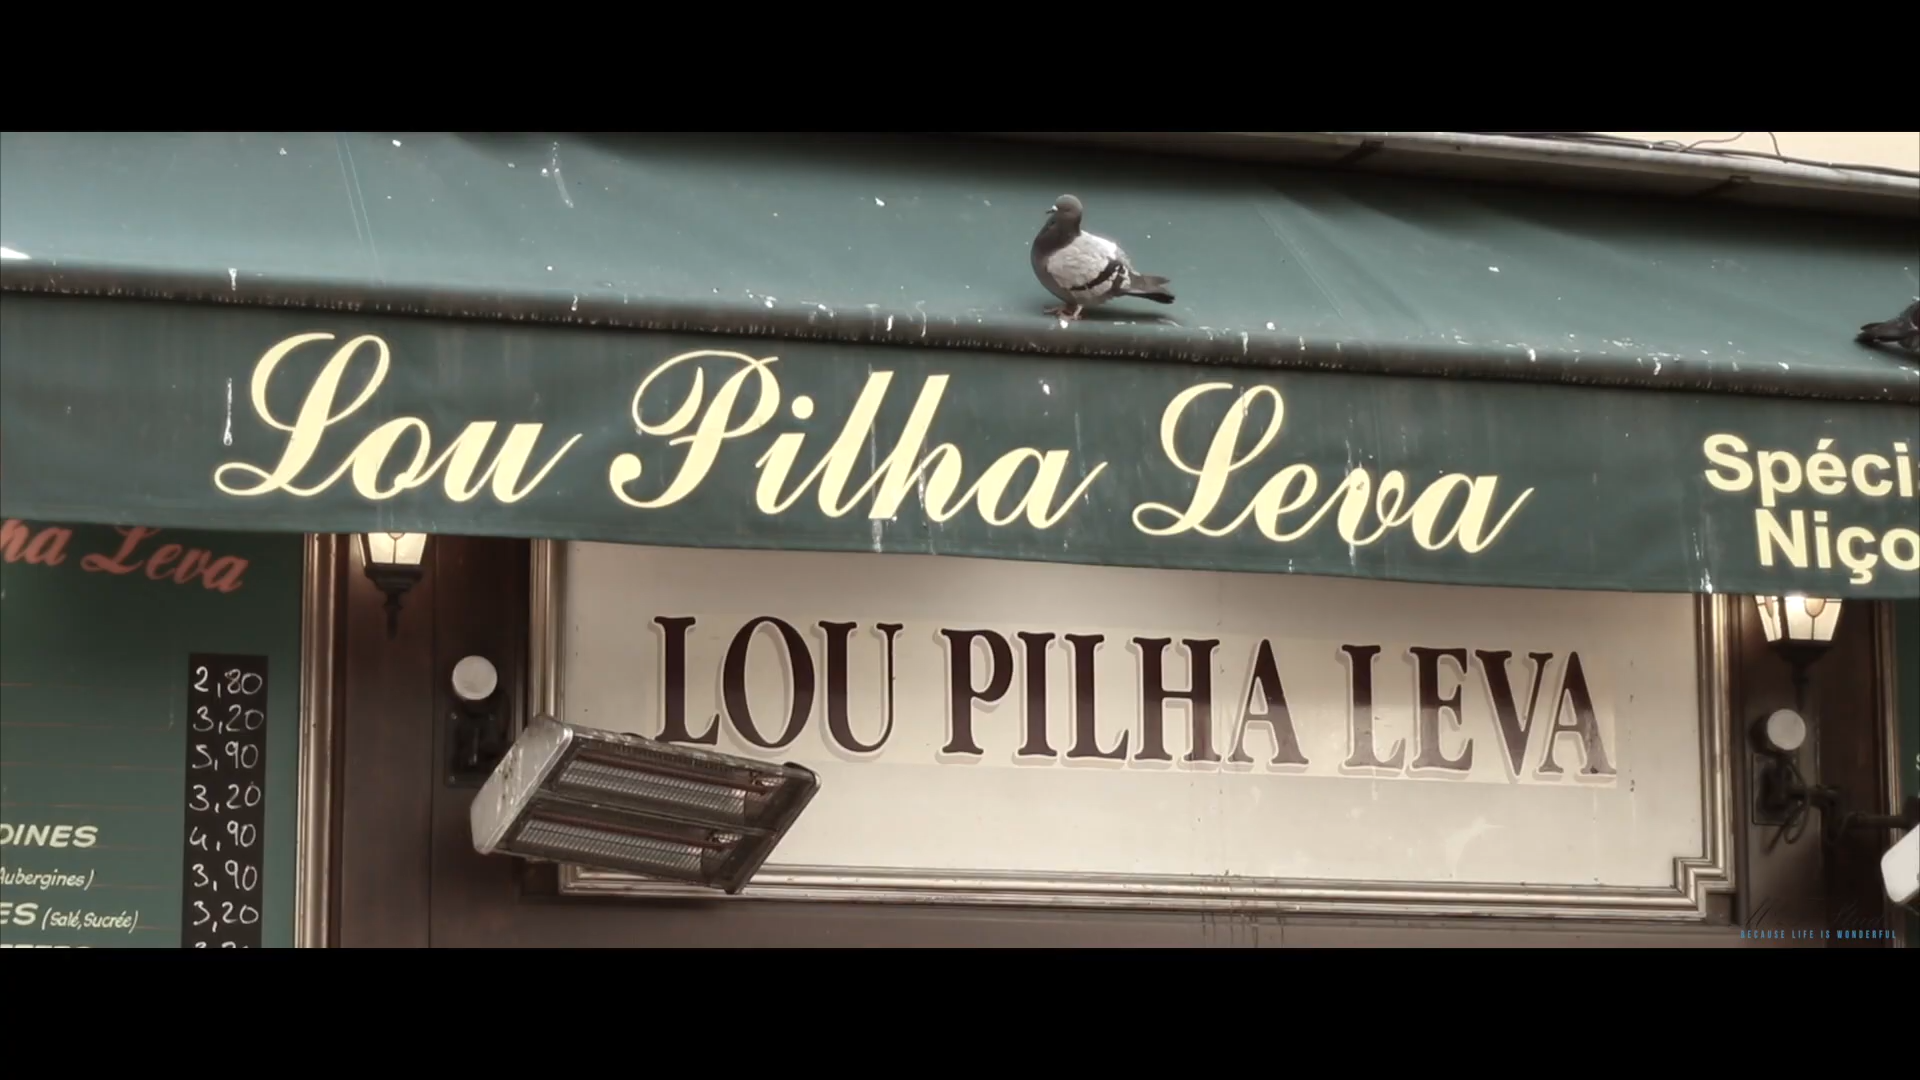 Lou Pilha Leva
Spéci
Niço
ha Leva
LOU PILHA LEVA
2,80
3,20
5,90
3,20
4,90
3,90
3,20
DINES
Aubergines)
ES (Salé, Sucrée)
BECAUSE LIFE IS WONDERFUL